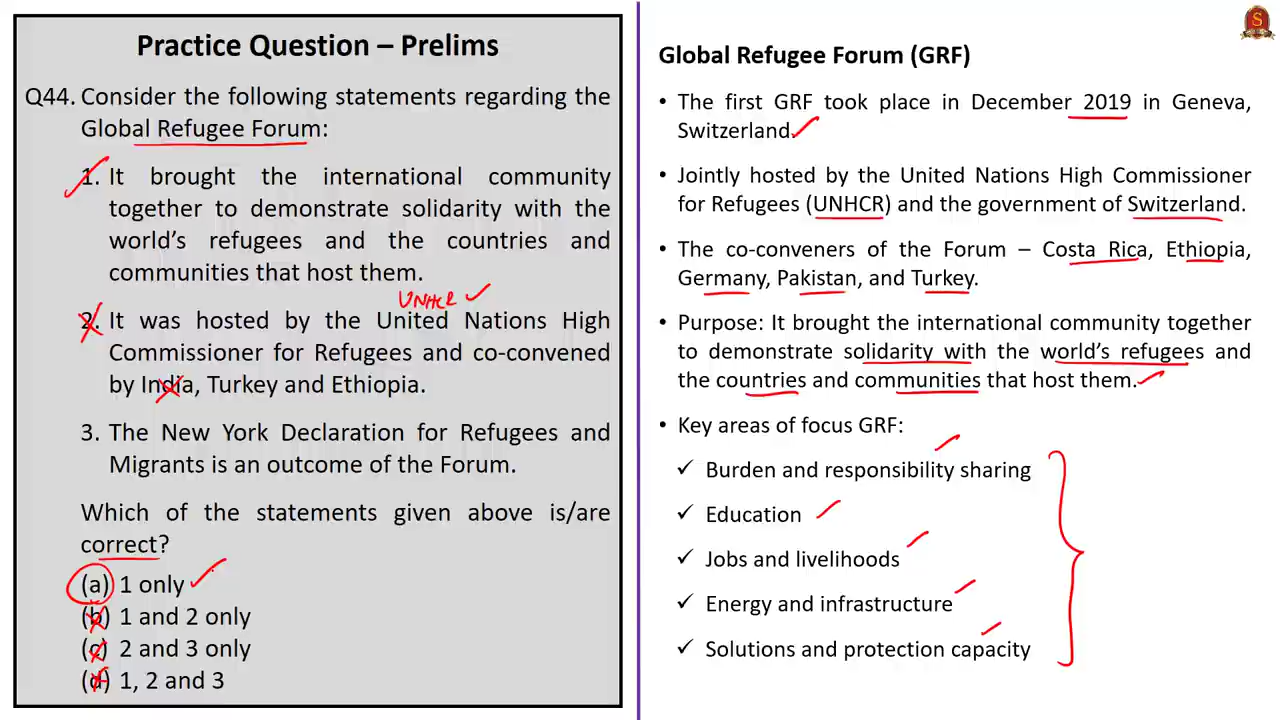 Practice Question – Prelims
Q44. Consider the following statements regarding the
Global Refugee Forum:
1. It brought the international community
together to demonstrate solidarity with the
world's refugees and the countries and
communities that host them.
UNHCR
2. It was hosted by the United Nations High
Commissioner for Refugees and co-convened
by India, Turkey and Ethiopia.
3. The New York Declaration for Refugees and
Migrants is an outcome of the Forum.
Which of the statements given above is/are
correct?
(a) 1 only
(b) 1 and 2 only
(c) 2 and 3 only
(d) 1, 2 and 3
S
Global Refugee Forum (GRF)
• The first GRF took place in December 2019 in Geneva,
Switzerland.
• Jointly hosted by the United Nations High Commissioner
for Refugees (UNHCR) and the government of Switzerland.
• The co-conveners of the Forum – Costa Rica, Ethiopia,
Germany, Pakistan, and Turkey.
• Purpose: It brought the international community together
to demonstrate solidarity with the world's refugees and
the countries and communities that host them.
• Key areas of focus GRF:
✓ Burden and responsibility sharing
✓ Education
✓ Jobs and livelihoods
✓ Energy and infrastructure
✓ Solutions and protection capacity